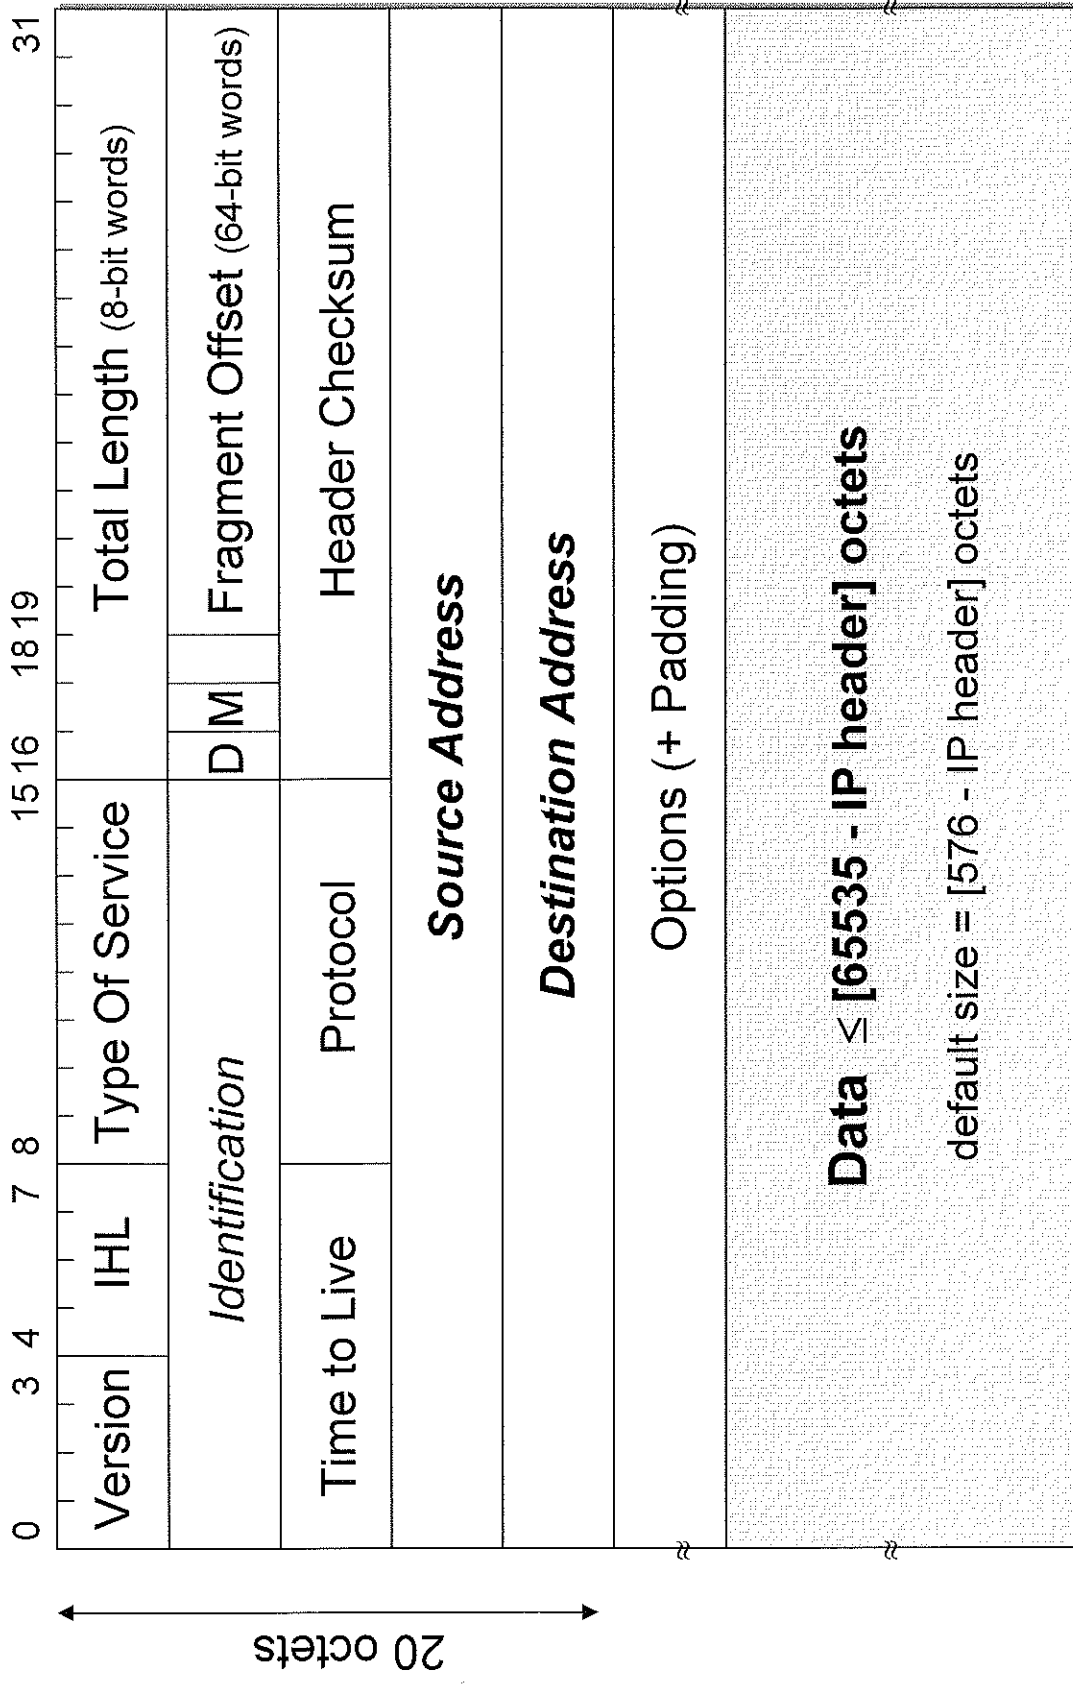 0 3 4 7 8 15 16 18 19 31
Version IHL Type Of Service Total Length (8-bit words)
Identification D M Fragment Offset (64-bit words)
Time to Live Protocol Header Checksum
Source Address
Destination Address
Options (+ Padding)
Data ≤ [65535 - IP header] octets
default size = [576 - IP header] octets
20 octets